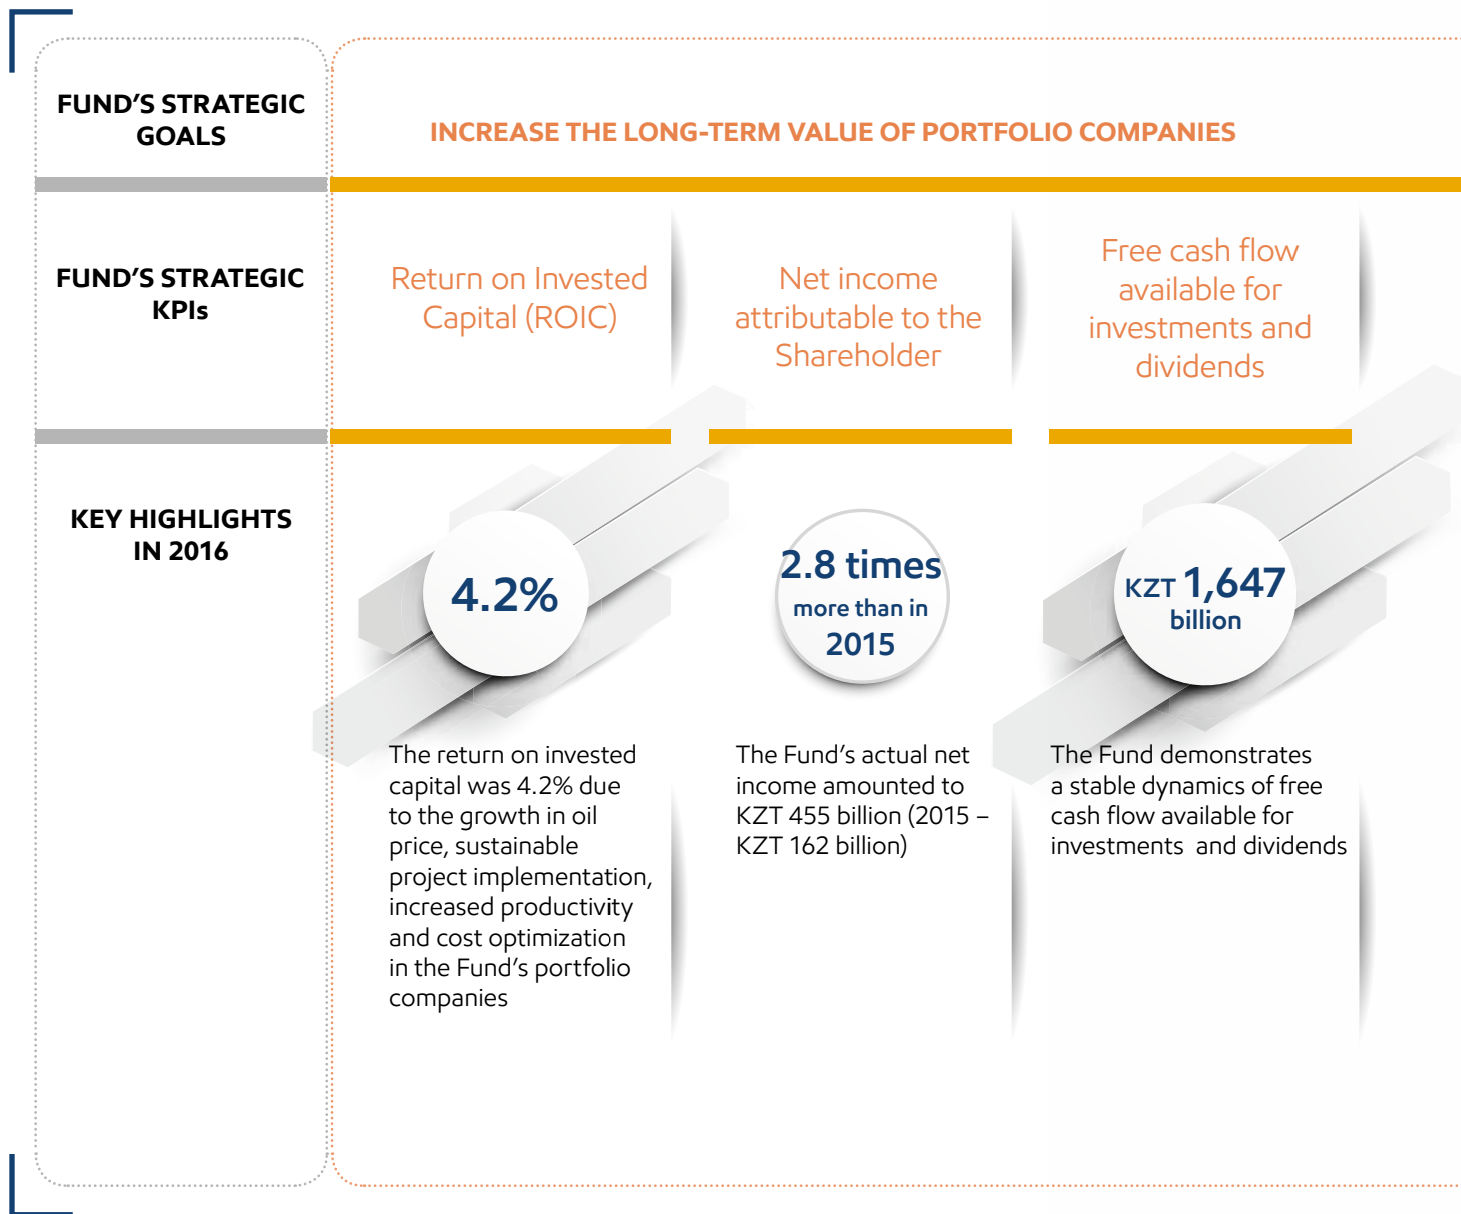 FUND'S STRATEGIC
GOALS
INCREASE THE LONG-TERM VALUE OF PORTFOLIO COMPANIES
FUND'S STRATEGIC
KPIs
Return on Invested
Capital (ROIC)
Net income
attributable to the
Shareholder
Free cash flow
available for
investments and
dividends
KEY HIGHLIGHTS
IN 2016
4.2%
2.8 times
more than in
2015
KZT 1,647
billion
The return on invested
capital was 4.2% due
to the growth in oil
price, sustainable
project implementation,
increased productivity
and cost optimization
in the Fund's portfolio
companies
The Fund's actual net
income amounted to
KZT 455 billion (2015 –
KZT 162 billion)
The Fund demonstrates
a stable dynamics of free
cash flow available for
investments  and dividends